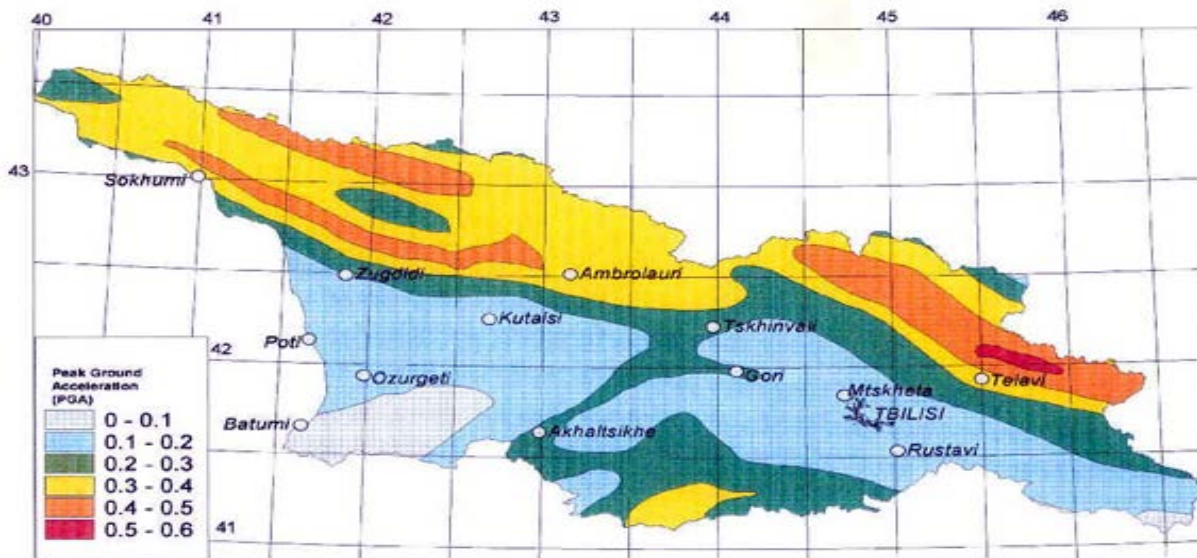 40 41 42 43 44 45 46
43
Sokhumi
Zugdidi
Ambrolauri
Kutaisi
Tskhinvali
Poti
42
Ozurgeti
Gori
Telavi
Mtskheta
TBILISI
Batumi
Akhaltsikhe
Rustavi
41
Peak Ground
Acceleration
(PGA)
0 - 0.1
0.1 - 0.2
0.2 - 0.3
0.3 - 0.4
0.4 - 0.5
0.5 - 0.6